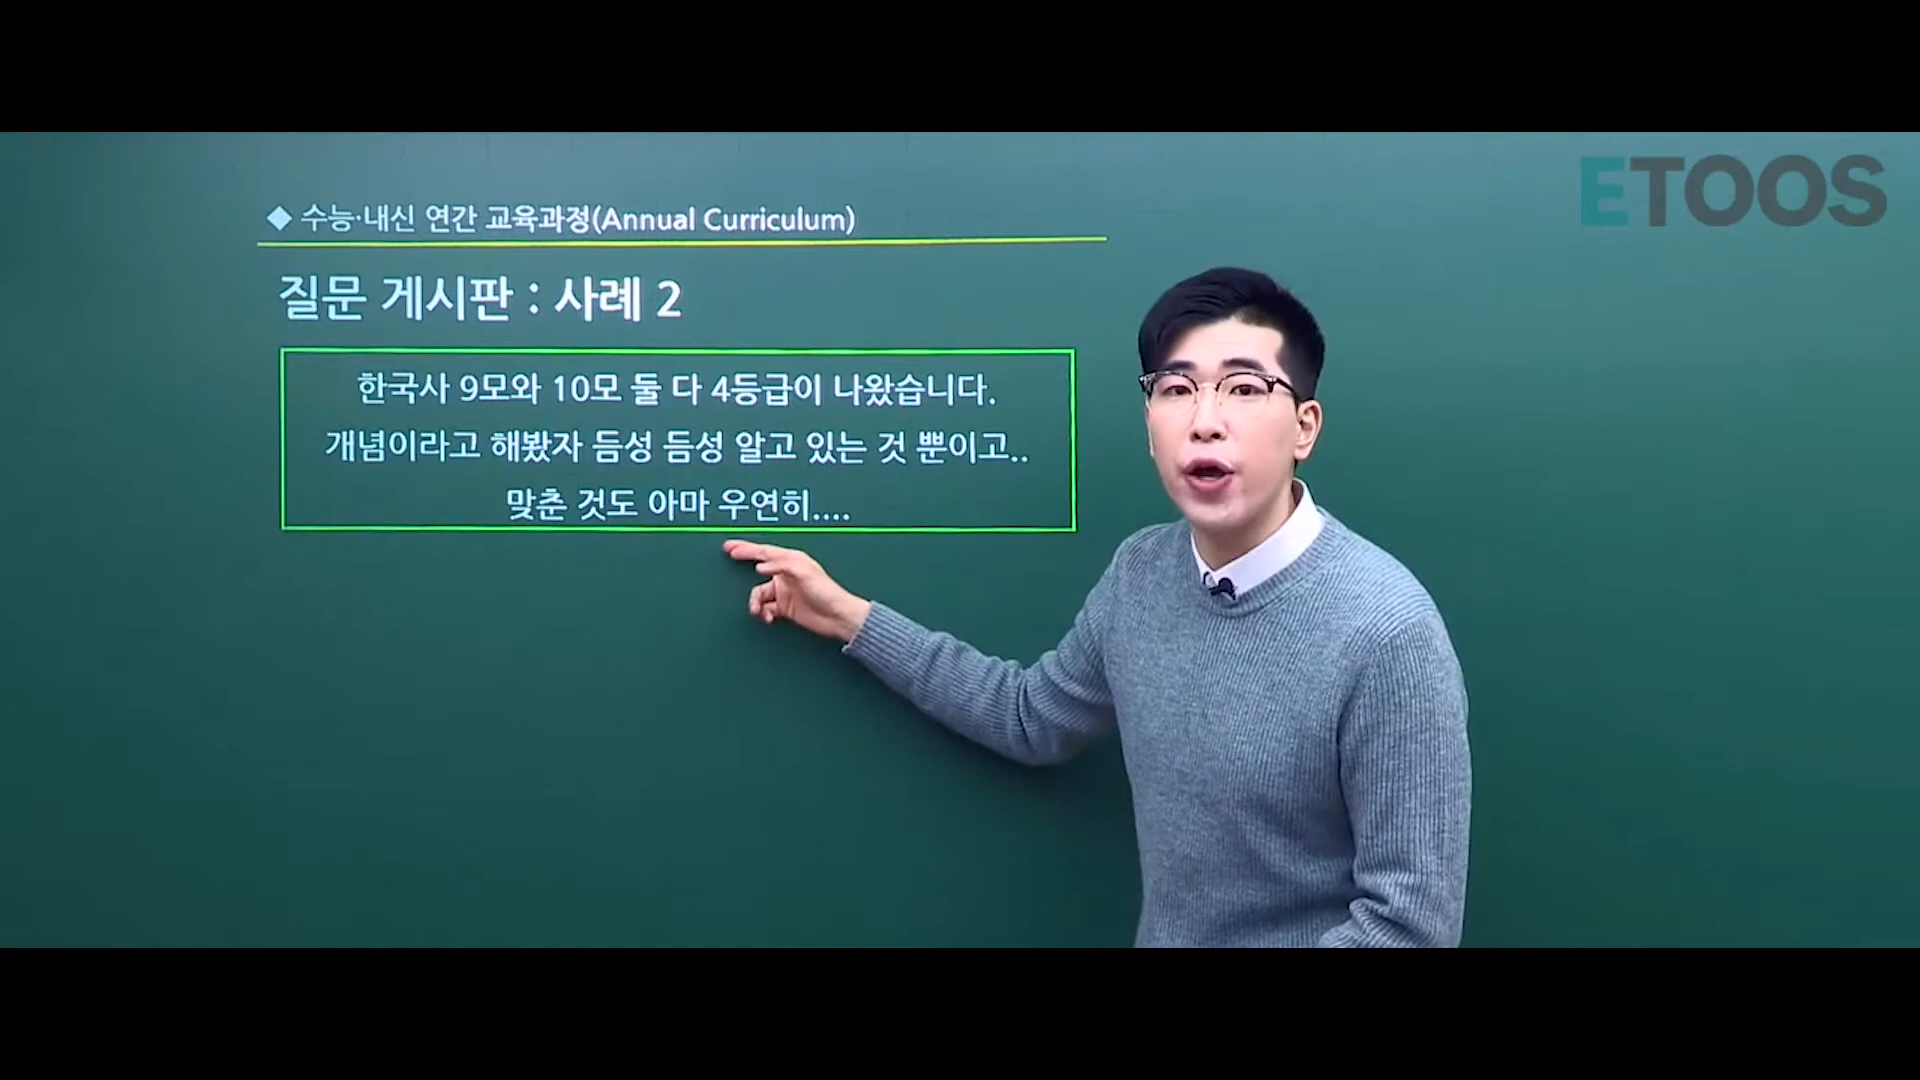 ETOOS
◆ 수능·내신 연간 교육과정(Annual Curriculum)
질문 게시판 : 사례 2
한국사 9모와 10모 둘 다 4등급이 나왔습니다.
개념이라고 해봤자 듬성 듬성 알고 있는 것 뿐이고..
맞춘 것도 아마 우연히....